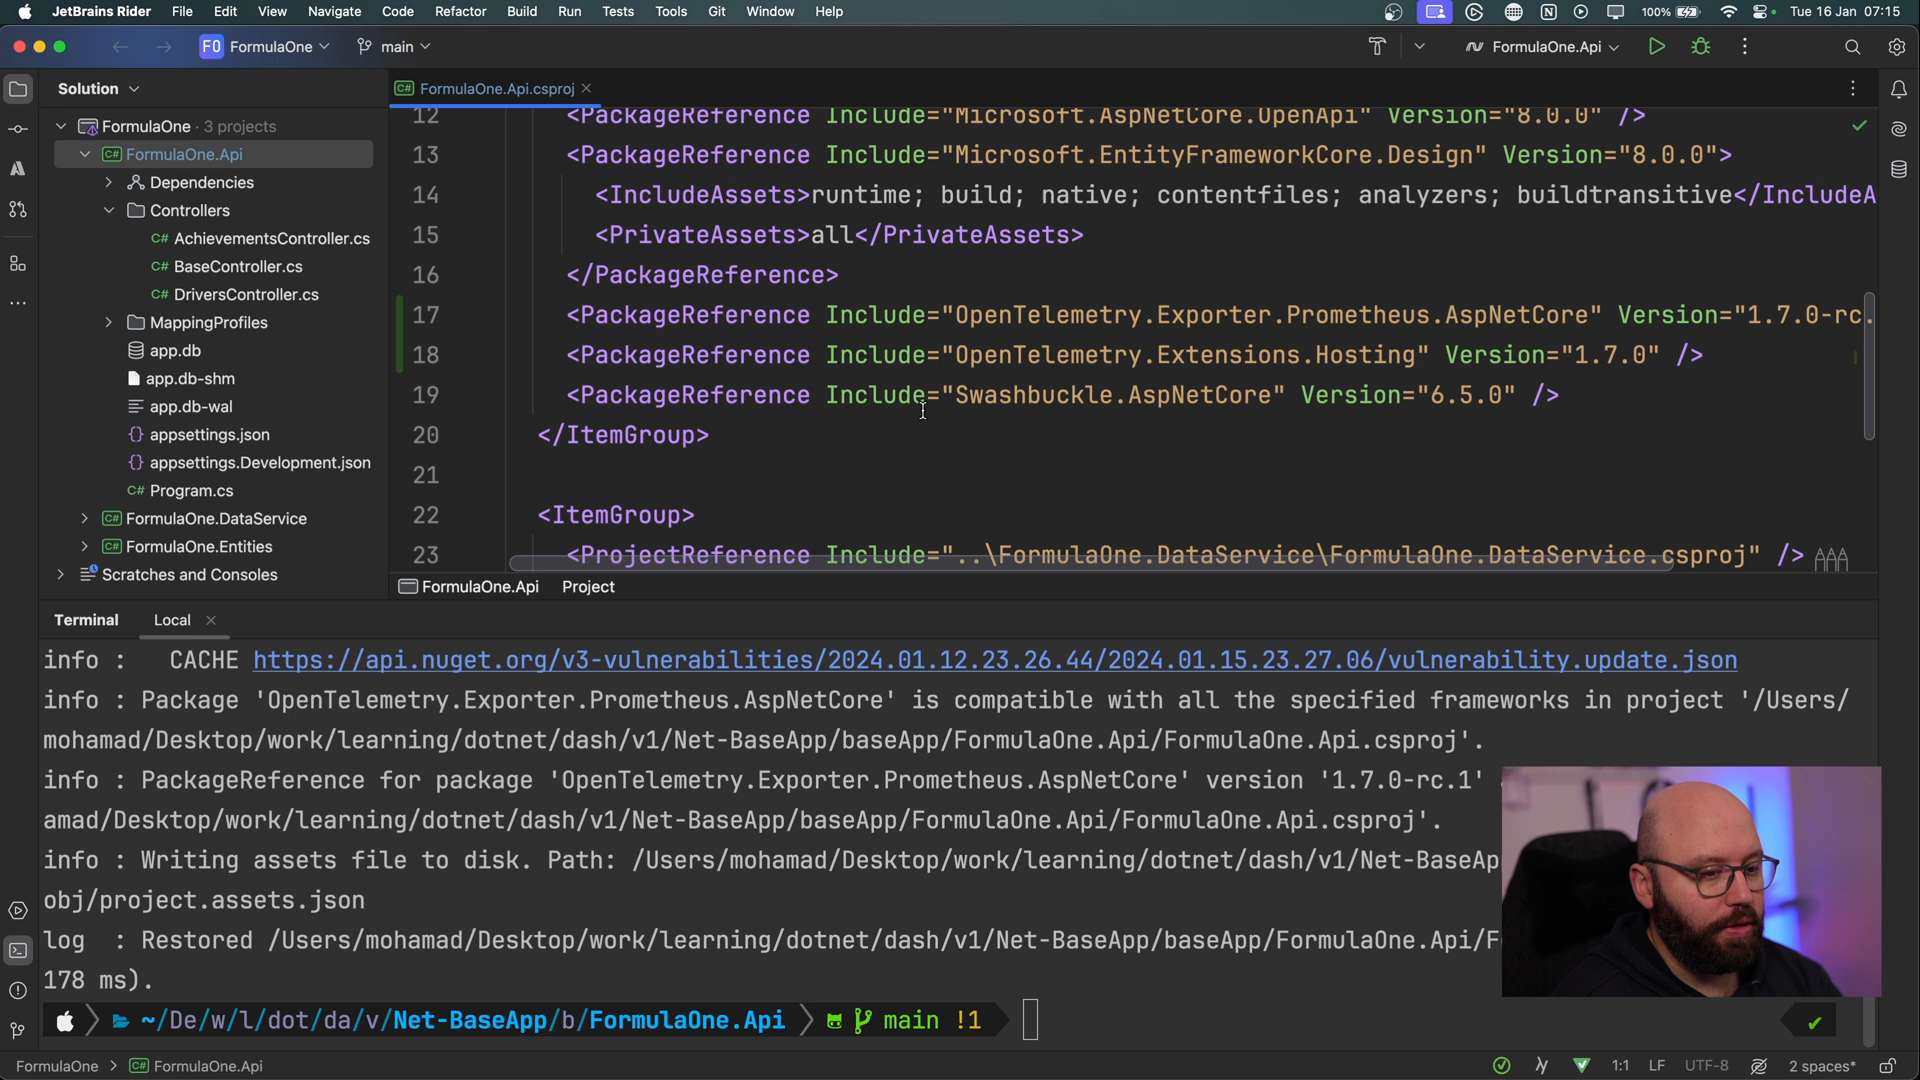 JetBrains Rider File Edit View Navigate Code Refactor Build Run Tests Tools Git Window Help 100% Tue 16 Jan 07:15
FO FormulaOne main FormulaOne.Api
Solution
FormulaOne · 3 projects
FormulaOne.Api
Dependencies
Controllers
C# AchievementsController.cs
C# BaseController.cs
C# DriversController.cs
MappingProfiles
app.db
app.db-shm
app.db-wal
appsettings.json
appsettings.Development.json
C# Program.cs
FormulaOne.DataService
FormulaOne.Entities
Scratches and Consoles
C# FormulaOne.Api.csproj
12 <PackageReference Include="Microsoft.AspNetCore.OpenApi" Version="8.0.0" />
13 <PackageReference Include="Microsoft.EntityFrameworkCore.Design" Version="8.0.0">
14 <IncludeAssets>runtime; build; native; contentfiles; analyzers; buildtransitive</IncludeA
15 <PrivateAssets>all</PrivateAssets>
16 </PackageReference>
17 <PackageReference Include="OpenTelemetry.Exporter.Prometheus.AspNetCore" Version="1.7.0-rc.
18 <PackageReference Include="OpenTelemetry.Extensions.Hosting" Version="1.7.0" />
19 <PackageReference Include="Swashbuckle.AspNetCore" Version="6.5.0" />
20 </ItemGroup>
21
22 <ItemGroup>
23 <ProjectReference Include="..\FormulaOne.DataService\FormulaOne.DataService.csproj" />
FormulaOne.Api Project
Terminal Local
info : CACHE https://api.nuget.org/v3-vulnerabilities/2024.01.12.23.26.44/2024.01.15.23.27.06/vulnerability.update.json
info : Package 'OpenTelemetry.Exporter.Prometheus.AspNetCore' is compatible with all the specified frameworks in project '/Users/
mohamad/Desktop/work/learning/dotnet/dash/v1/Net-BaseApp/baseApp/FormulaOne.Api/FormulaOne.Api.csproj'.
info : PackageReference for package 'OpenTelemetry.Exporter.Prometheus.AspNetCore' version '1.7.0-rc.1'
amad/Desktop/work/learning/dotnet/dash/v1/Net-BaseApp/baseApp/FormulaOne.Api/FormulaOne.Api.csproj'.
info : Writing assets file to disk. Path: /Users/mohamad/Desktop/work/learning/dotnet/dash/v1/Net-BaseAp
obj/project.assets.json
log : Restored /Users/mohamad/Desktop/work/learning/dotnet/dash/v1/Net-BaseApp/baseApp/FormulaOne.Api/F
178 ms).
~/De/w/l/dot/da/v/Net-BaseApp/b/FormulaOne.Api main !1
FormulaOne C# FormulaOne.Api 1:1 LF UTF-8 2 spaces*